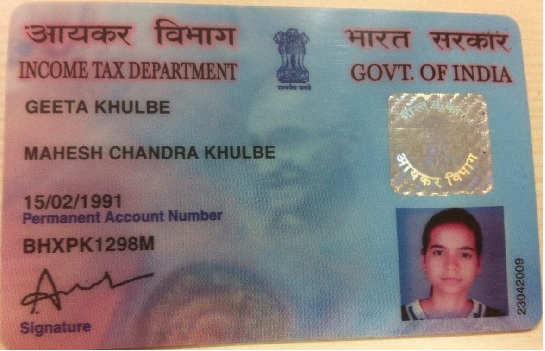 आयकर विभाग
भारत सरकार
INCOME TAX DEPARTMENT
GOVT. OF INDIA
सत्यमेव जयते
GEETA KHULBE
MAHESH CHANDRA KHULBE
15/02/1991
Permanent Account Number
BHXPK1298M
Signature
आयकर विभाग
23042009